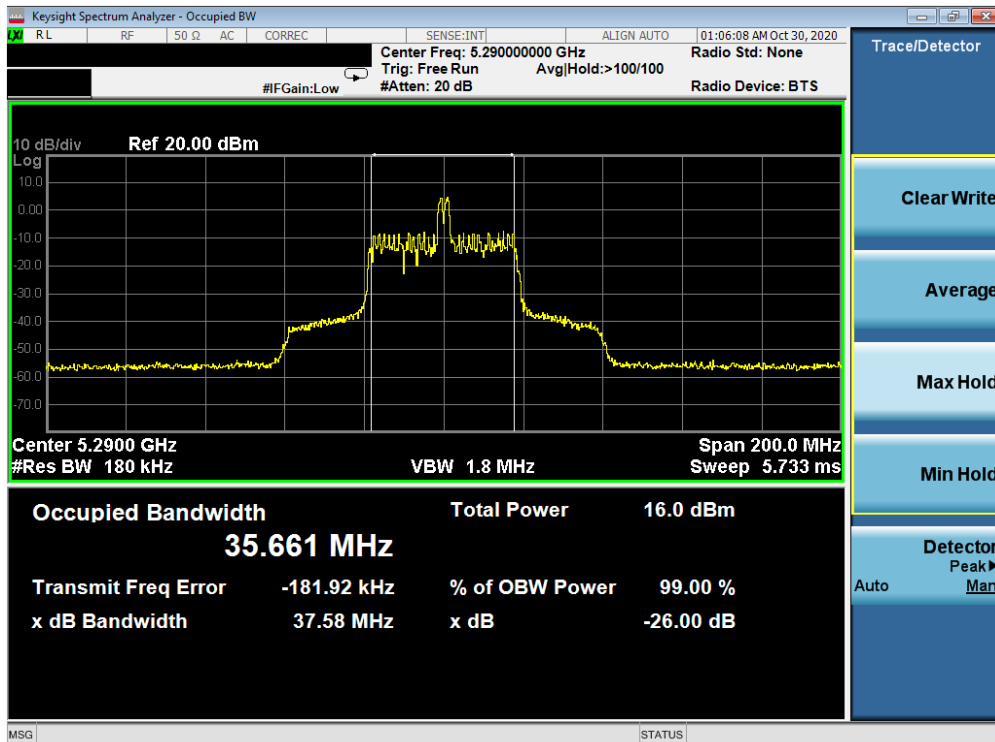 Keysight Spectrum Analyzer - Occupied BW
LXI RL RF 50 Ω AC CORREC SENSE:INT ALIGN AUTO 01:06:08 AM Oct 30, 2020
Center Freq: 5.290000000 GHz Radio Std: None
Trig: Free Run Avg|Hold:>100/100
#IFGain:Low #Atten: 20 dB Radio Device: BTS
Trace/Detector
10 dB/div Ref 20.00 dBm
Log
10.0
0.00
-10.0
-20.0
-30.0
-40.0
-50.0
-60.0
-70.0
Center 5.2900 GHz Span 200.0 MHz
#Res BW 180 kHz VBW 1.8 MHz Sweep 5.733 ms
Occupied Bandwidth Total Power 16.0 dBm
35.661 MHz
Transmit Freq Error -181.92 kHz % of OBW Power 99.00 %
x dB Bandwidth 37.58 MHz x dB -26.00 dB
Clear Write
Average
Max Hold
Min Hold
Detector
Peak▶
Auto Man
MSG STATUS